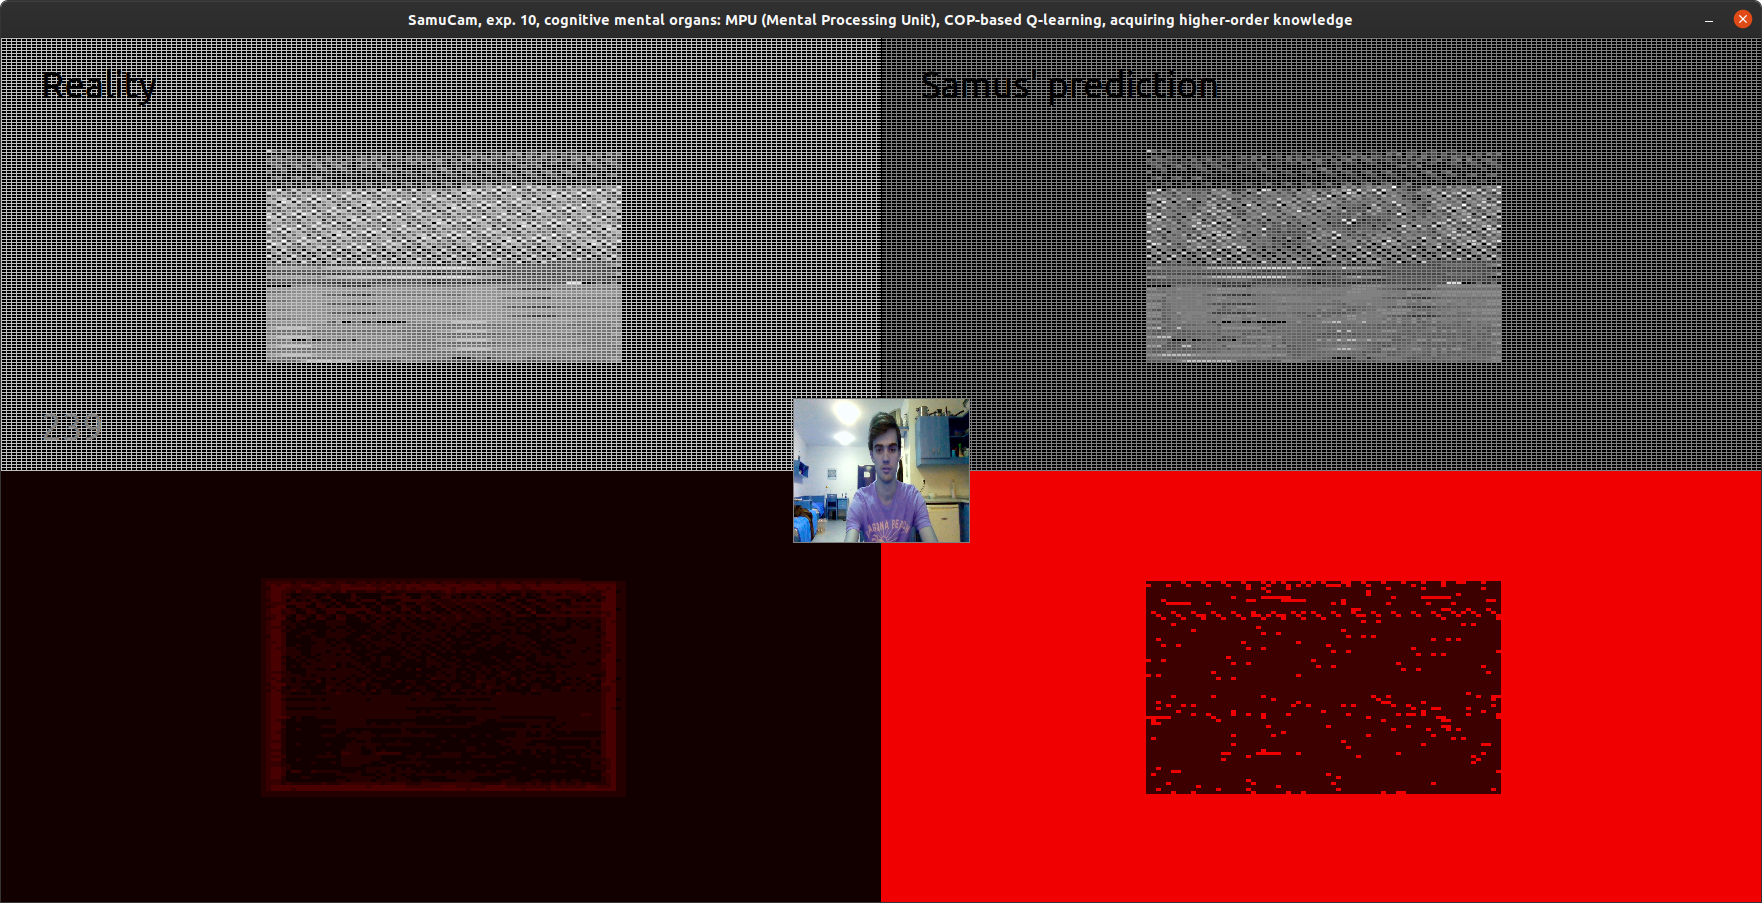 SamuCam, exp. 10, cognitive mental organs: MPU (Mental Processing Unit), COP-based Q-learning, acquiring higher-order knowledge
Reality
Samus' prediction
239